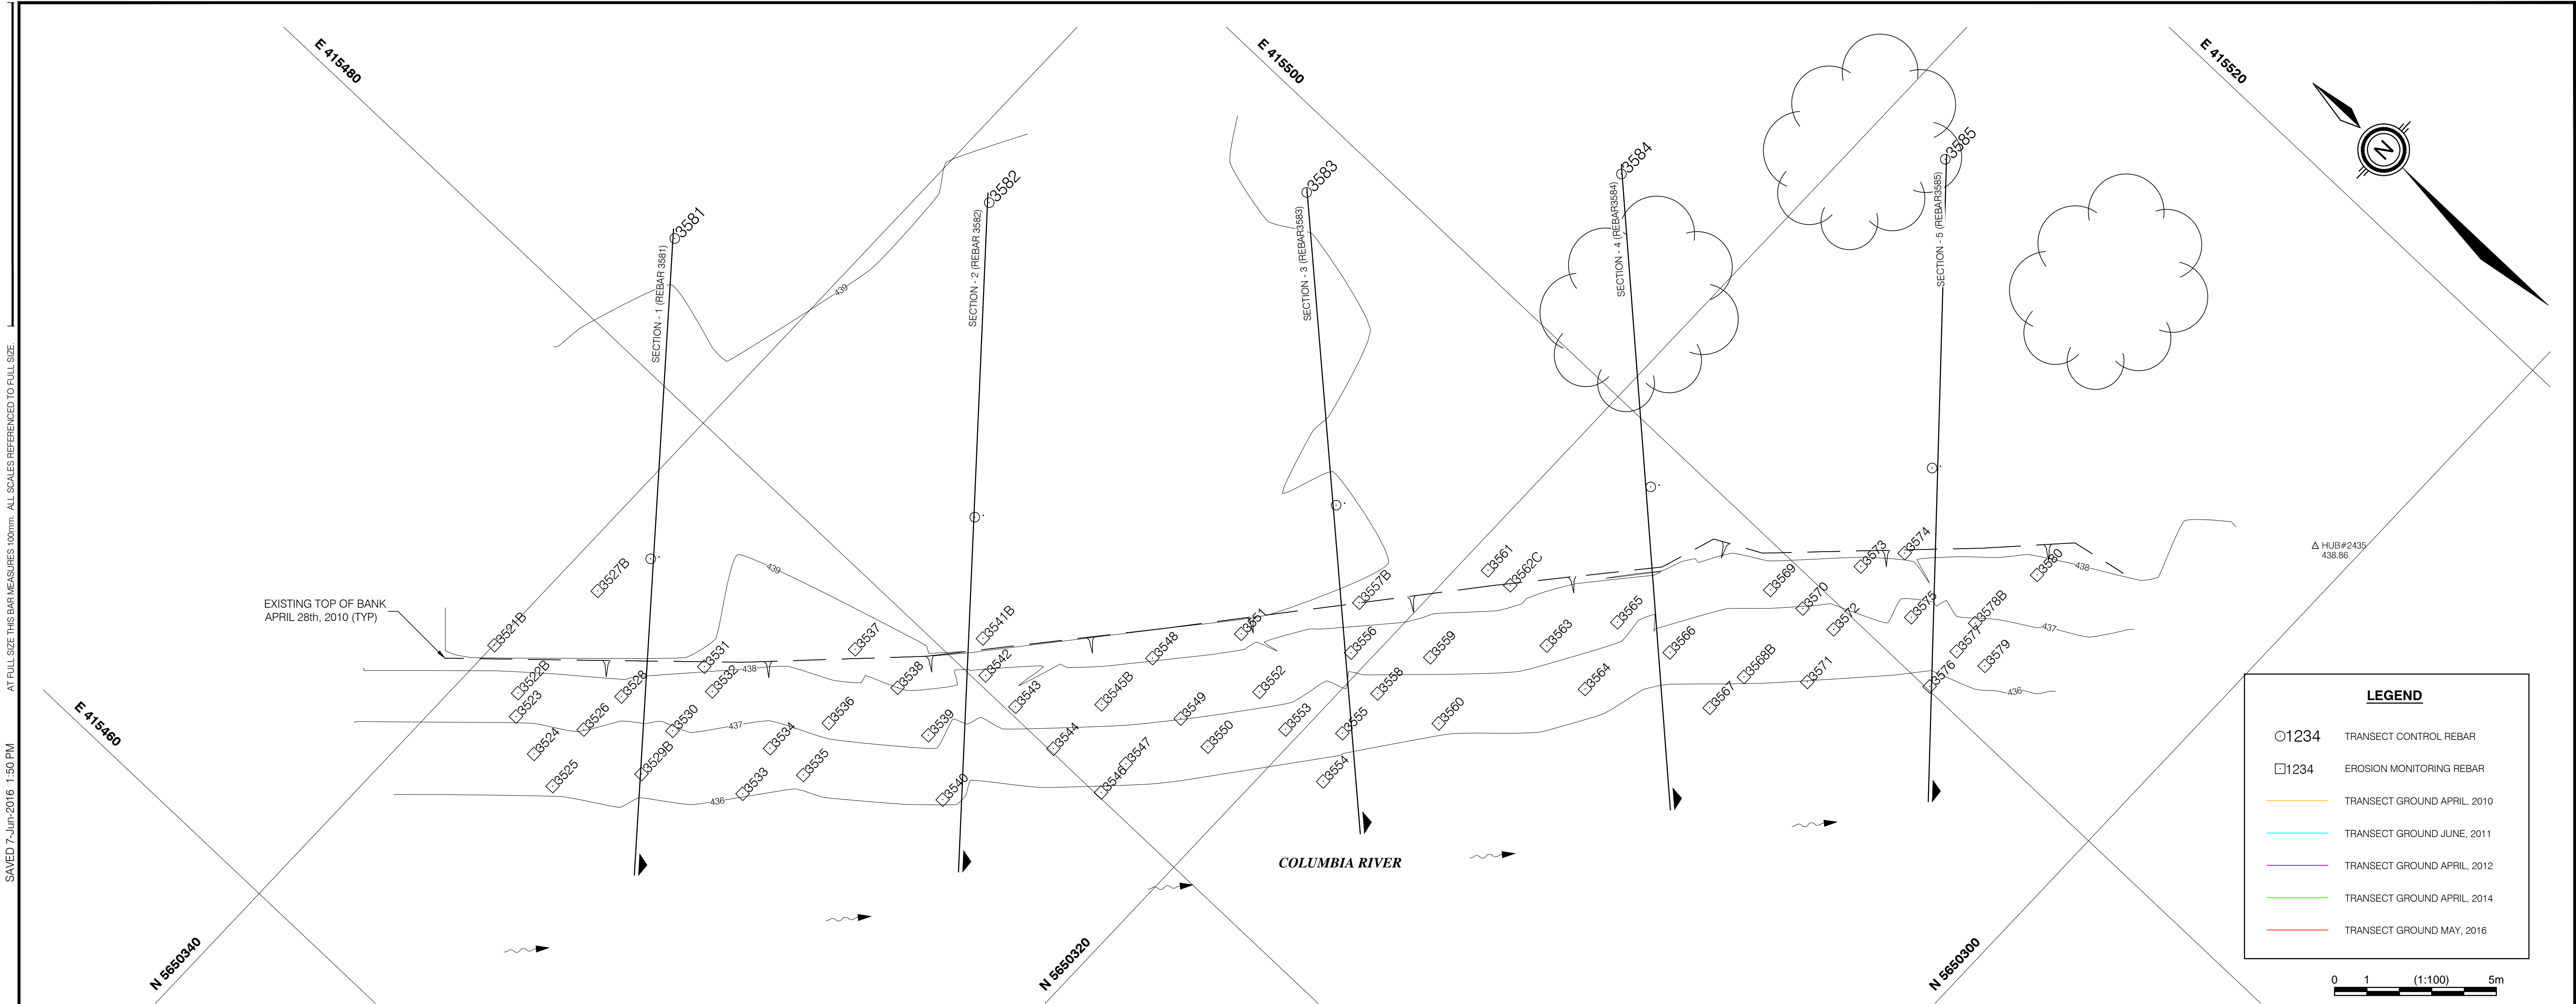 E 415480
E 415500
E 415520
N
3581
3582
3583
3584
3585
SECTION - 1 (REBAR 3581)
SECTION - 2 (REBAR 3582)
SECTION - 3 (REBAR3583)
SECTION - 4 (REBAR3584)
SECTION - 5 (REBAR3585)
439
439
EXISTING TOP OF BANK
APRIL 28th, 2010 (TYP)
3521B
3522B
3523
3524
3525
3526
3527B
3528
3529B
3530
3531
3532
3533
3534
3535
3536
3537
3538
3539
3540
3541B
3542
3543
3544
3545B
3546
3547
3548
3549
3550
3551
3552
3553
3554
3555
3556
3557B
3558
3559
3560
3561
3562C
3563
3564
3565
3566
3567
3568B
3569
3570
3571
3572
3573
3574
3575
3576
3577
3578B
3579
3580
438
437
436
438
437
436
HUB#2435
438.86
E 415460
N 5650340
N 5650320
N 5650300
COLUMBIA RIVER
LEGEND
1234 TRANSECT CONTROL REBAR
1234 EROSION MONITORING REBAR
TRANSECT GROUND APRIL, 2010
TRANSECT GROUND JUNE, 2011
TRANSECT GROUND APRIL, 2012
TRANSECT GROUND APRIL, 2014
TRANSECT GROUND MAY, 2016
0 1 (1:100) 5m
SAVED 7-Jun-2016 1:50 PM AT FULL SIZE THIS BAR MEASURES 100mm. ALL SCALES REFERENCED TO FULL SIZE.